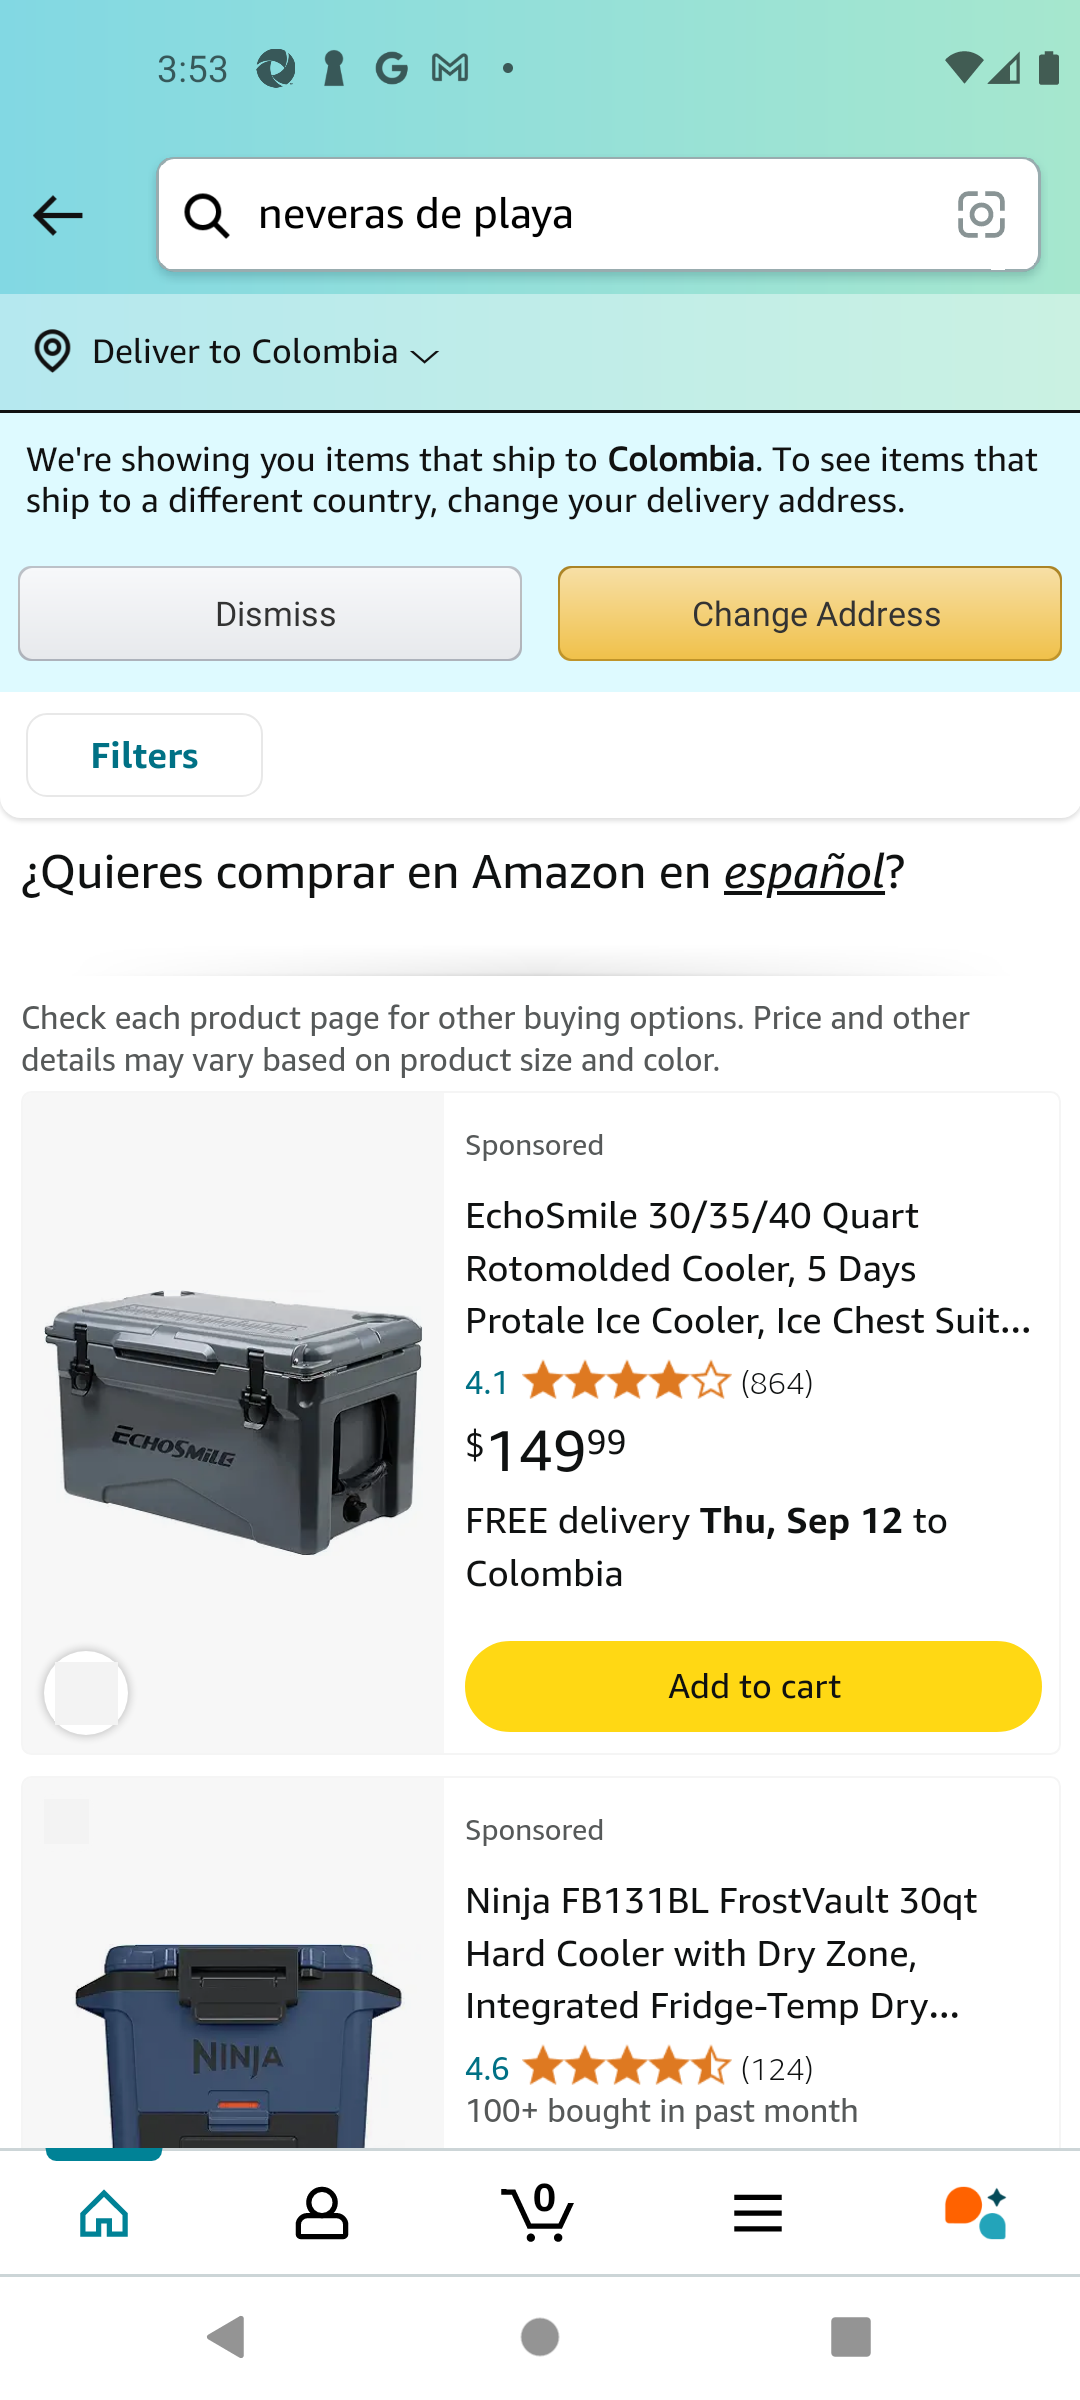 3:53
neveras de playa
Deliver to Colombia
We're showing you items that ship to Colombia. To see items that
ship to a different country, change your delivery address.
Dismiss
Change Address
Filters
¿Quieres comprar en Amazon en español?
Check each product page for other buying options. Price and other
details may vary based on product size and color.
Sponsored
EchoSmile 30/35/40 Quart
Rotomolded Cooler, 5 Days
Protale Ice Cooler, Ice Chest Suit...
4.1 (864)
$149 99
FREE delivery Thu, Sep 12 to
Colombia
Add to cart
ECHOSMILE
Sponsored
Ninja FB131BL FrostVault 30qt
Hard Cooler with Dry Zone,
Integrated Fridge-Temp Dry...
4.6 (124)
100+ bought in past month
NINJA
0